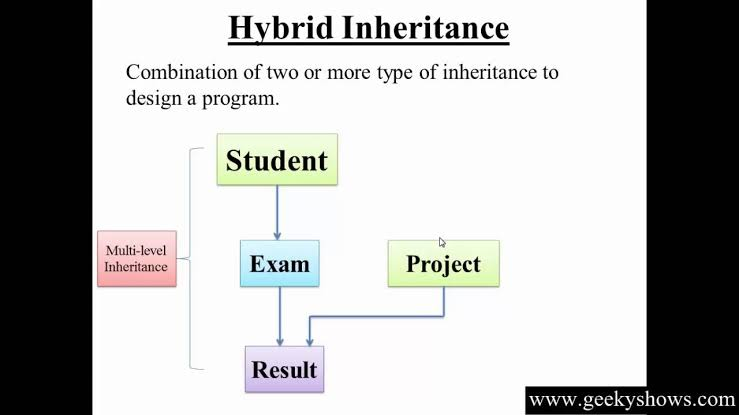 Hybrid Inheritance
Combination of two or more type of inheritance to
design a program.
Student
Multi-level
Inheritance
Exam
Project
Result
www.geekyshows.com